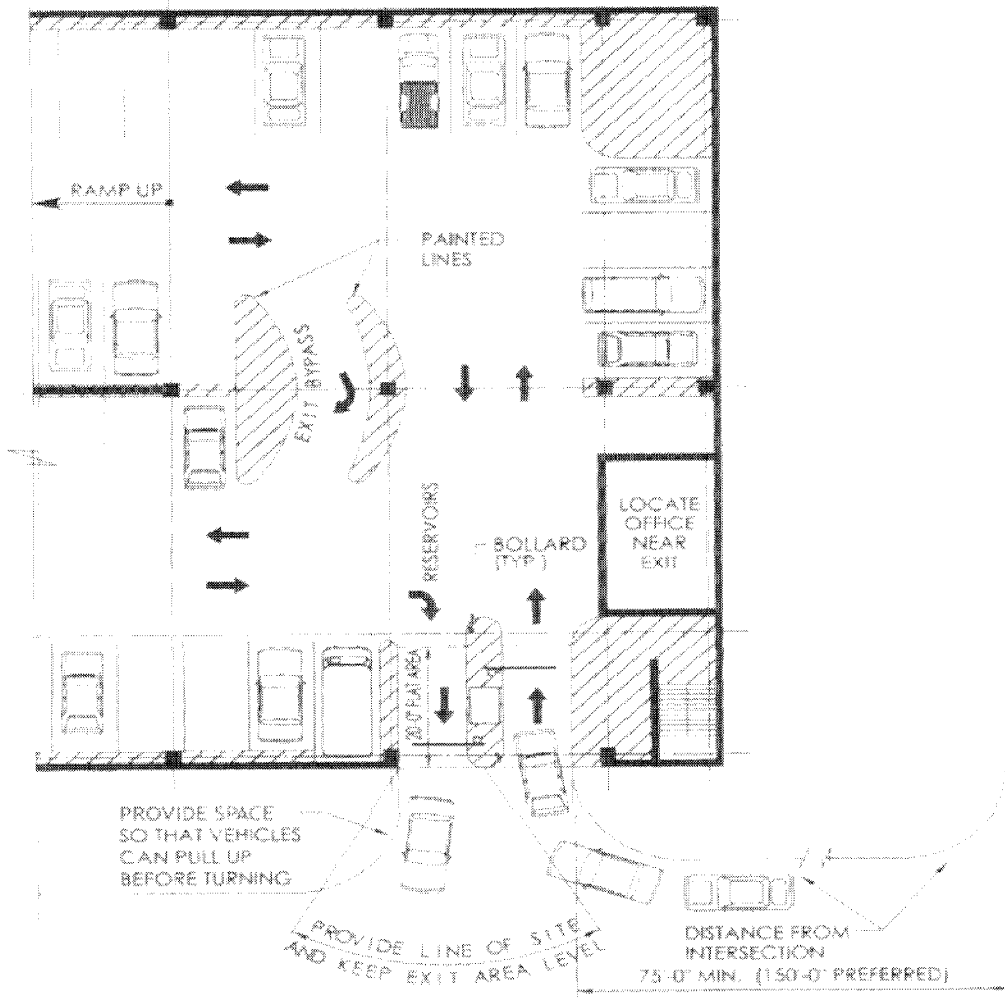 RAMP UP
PAINTED
LINES
EXIT BYPASS
RESERVOIRS
BOLLARD
(TYP.)
LOCATE
OFFICE
NEAR
EXIT
20'-0" FLAT AREA
PROVIDE SPACE
SO THAT VEHICLES
CAN PULL UP
BEFORE TURNING
PROVIDE LINE OF SITE
AND KEEP EXIT AREA LEVEL
DISTANCE FROM
INTERSECTION
75'-0" MIN. (150'-0" PREFERRED)